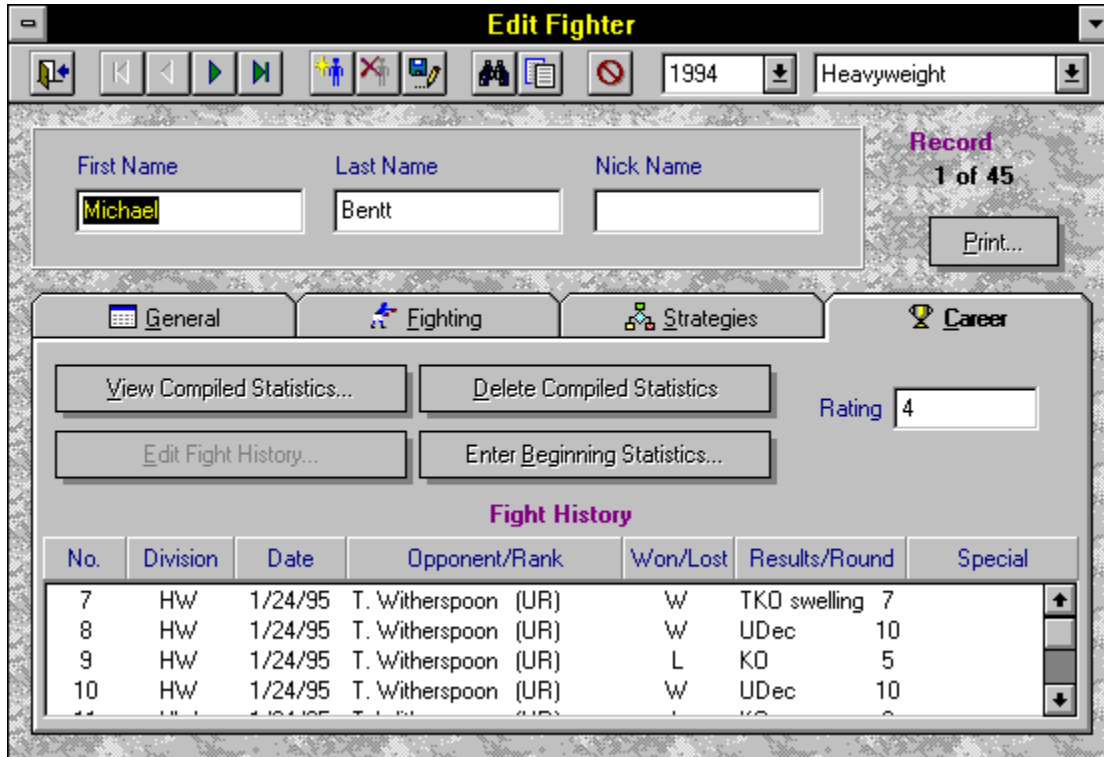 Edit Fighter
1994 Heavyweight
Record
1 of 45
First Name Last Name Nick Name
Michael Bentt
Print...
General Fighting Strategies Career
View Compiled Statistics... Delete Compiled Statistics
Rating 4
Edit Fight History... Enter Beginning Statistics...
Fight History
No. Division Date Opponent/Rank Won/Lost Results/Round Special
7 HW 1/24/95 T. Witherspoon (UR) W TKO swelling 7
8 HW 1/24/95 T. Witherspoon (UR) W UDec 10
9 HW 1/24/95 T. Witherspoon (UR) L KO 5
10 HW 1/24/95 T. Witherspoon (UR) W UDec 10